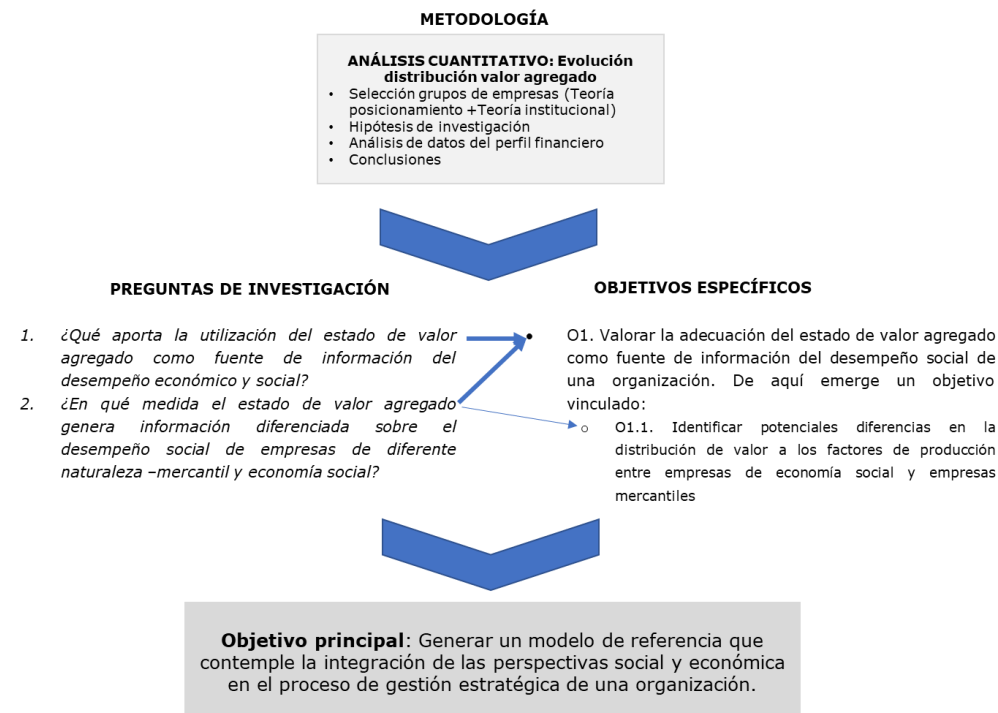 METODOLOGÍA
ANÁLISIS CUANTITATIVO: Evolución
distribución valor agregado
• Selección grupos de empresas (Teoría
posicionamiento +Teoría institucional)
• Hipótesis de investigación
• Análisis de datos del perfil financiero
• Conclusiones
PREGUNTAS DE INVESTIGACIÓN
1. ¿Qué aporta la utilización del estado de valor
agregado como fuente de información del
desempeño económico y social?
2. ¿En qué medida el estado de valor agregado
genera información diferenciada sobre el
desempeño social de empresas de diferente
naturaleza –mercantil y economía social?
OBJETIVOS ESPECÍFICOS
• O1. Valorar la adecuación del estado de valor agregado
como fuente de información del desempeño social de
una organización. De aquí emerge un objetivo
vinculado:
o O1.1. Identificar potenciales diferencias en la
distribución de valor a los factores de producción
entre empresas de economía social y empresas
mercantiles
Objetivo principal: Generar un modelo de referencia que
contemple la integración de las perspectivas social y económica
en el proceso de gestión estratégica de una organización.